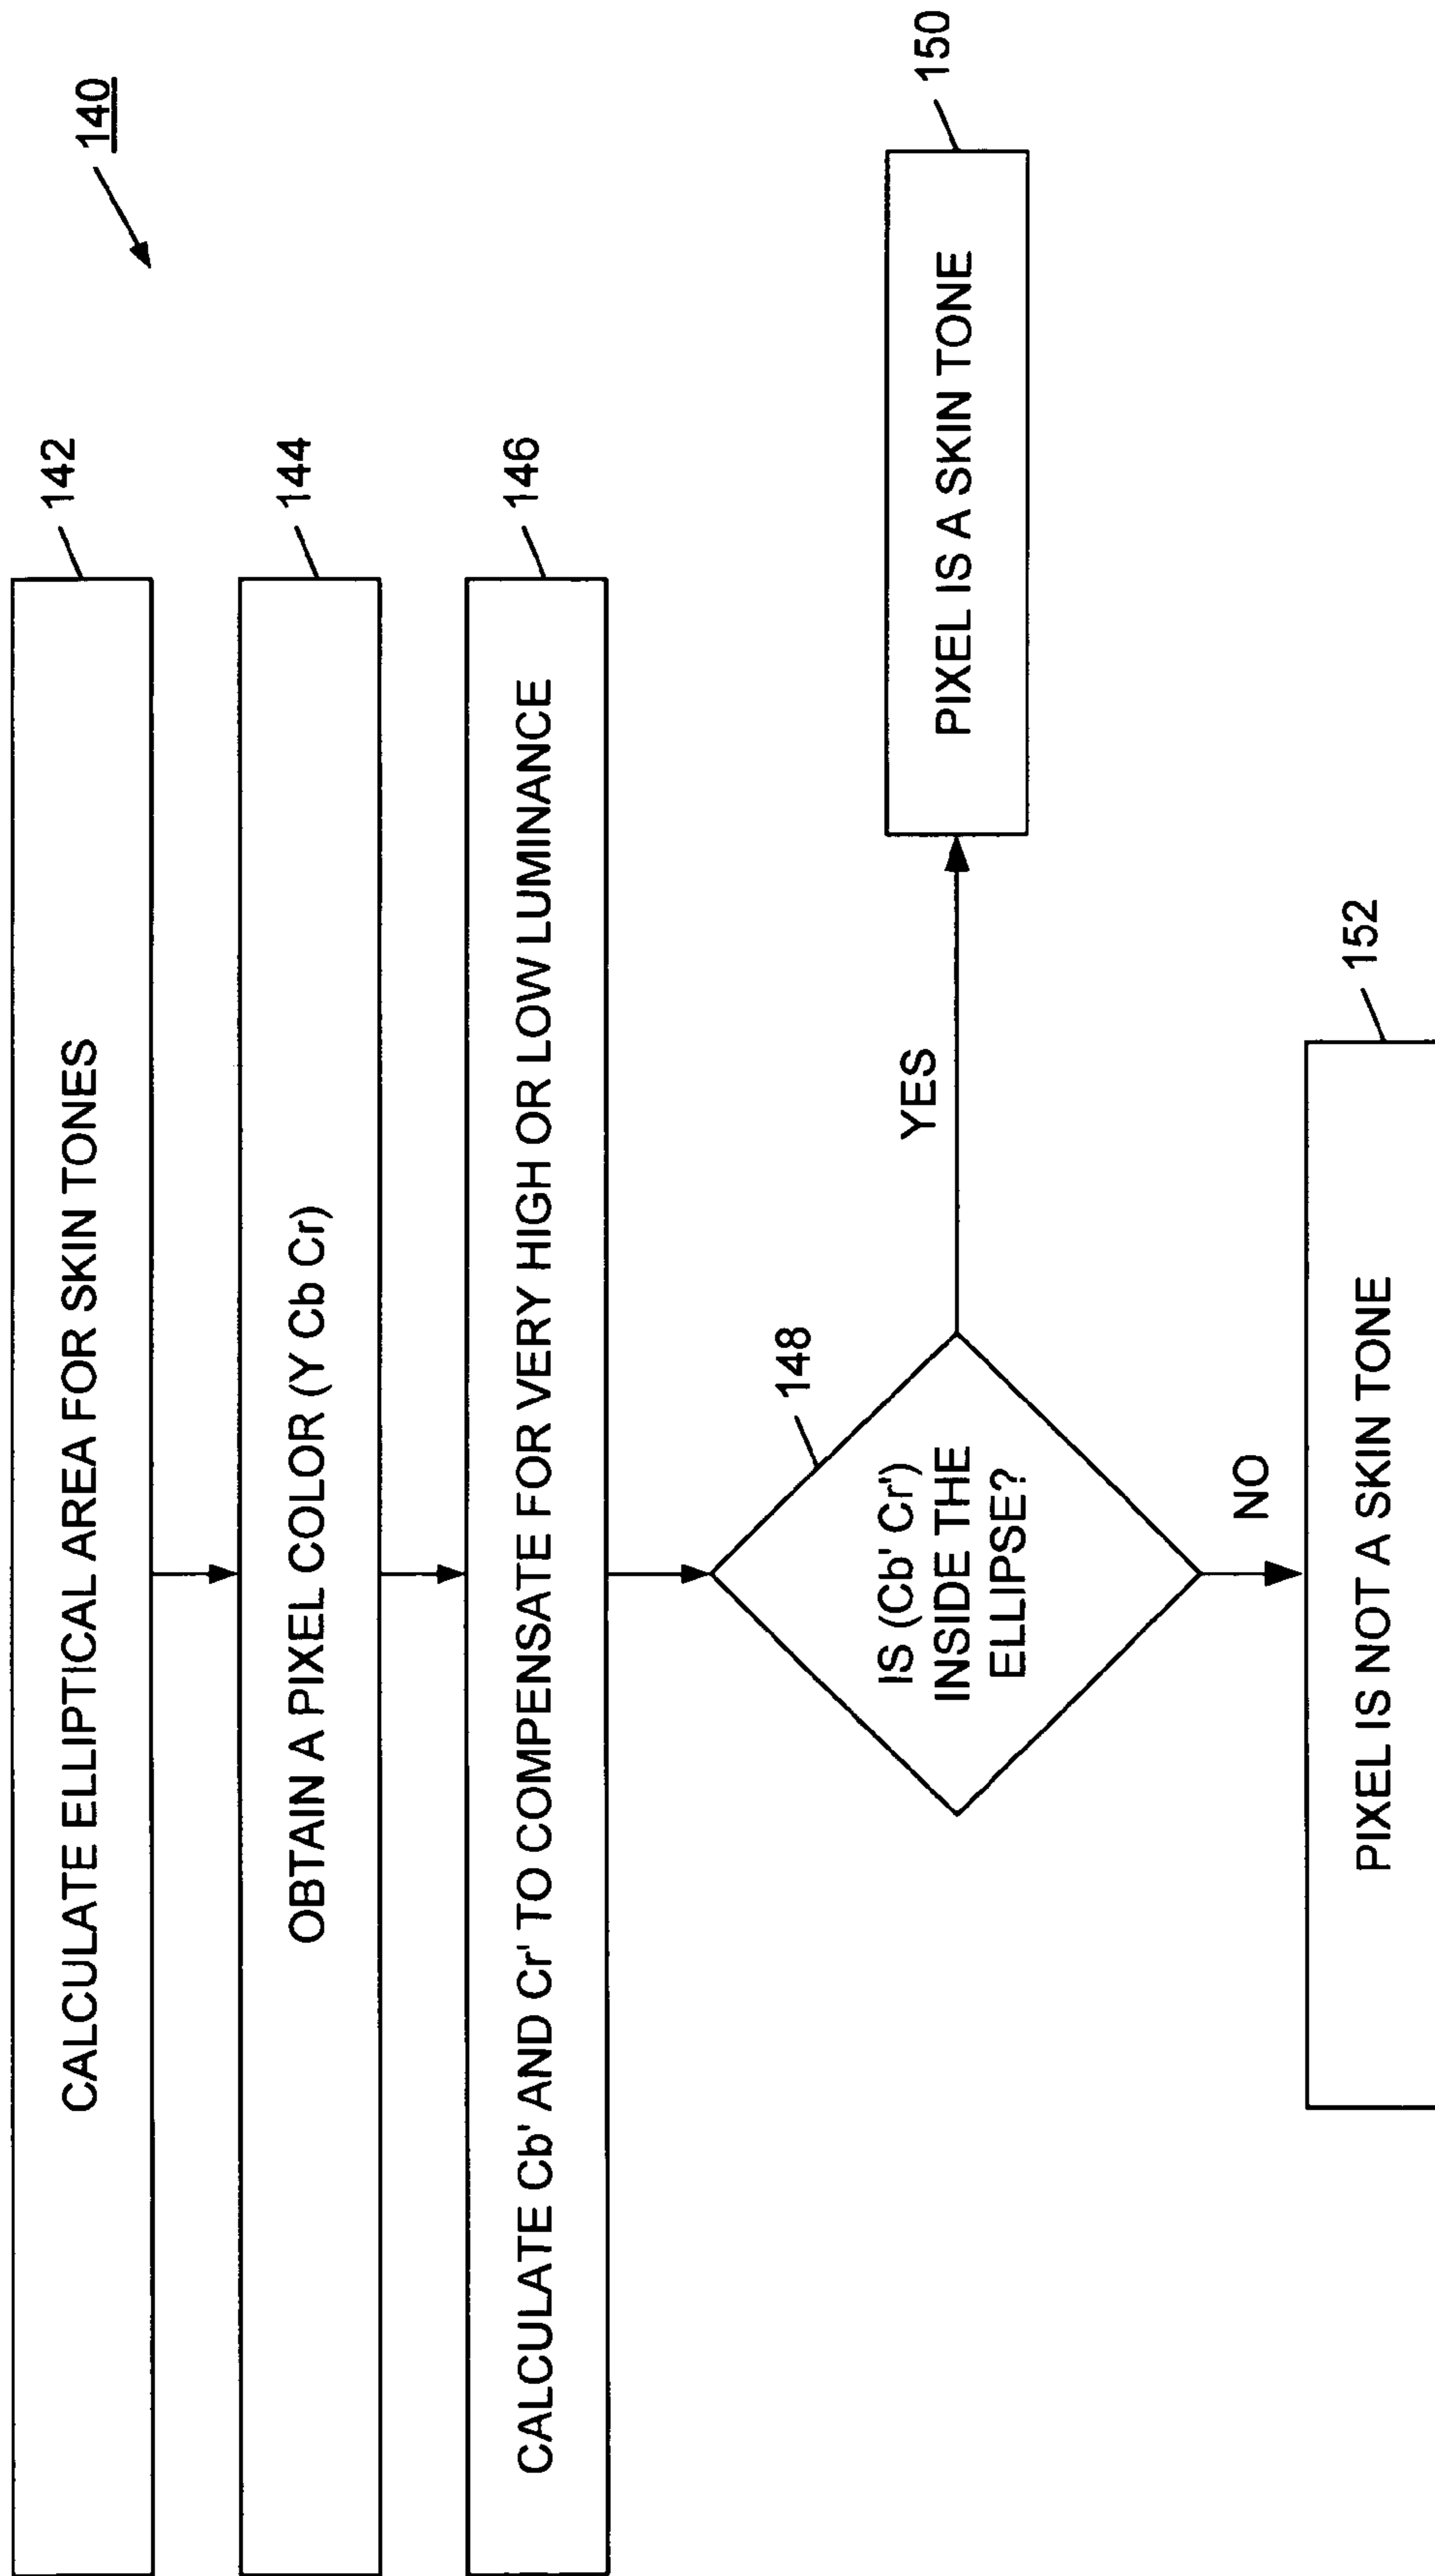 140
142
CALCULATE ELLIPTICAL AREA FOR SKIN TONES
144
OBTAIN A PIXEL COLOR (Y Cb Cr)
146
CALCULATE Cb' AND Cr' TO COMPENSATE FOR VERY HIGH OR LOW LUMINANCE
148
IS (Cb' Cr')
INSIDE THE
ELLIPSE?
YES
150
PIXEL IS A SKIN TONE
NO
152
PIXEL IS NOT A SKIN TONE